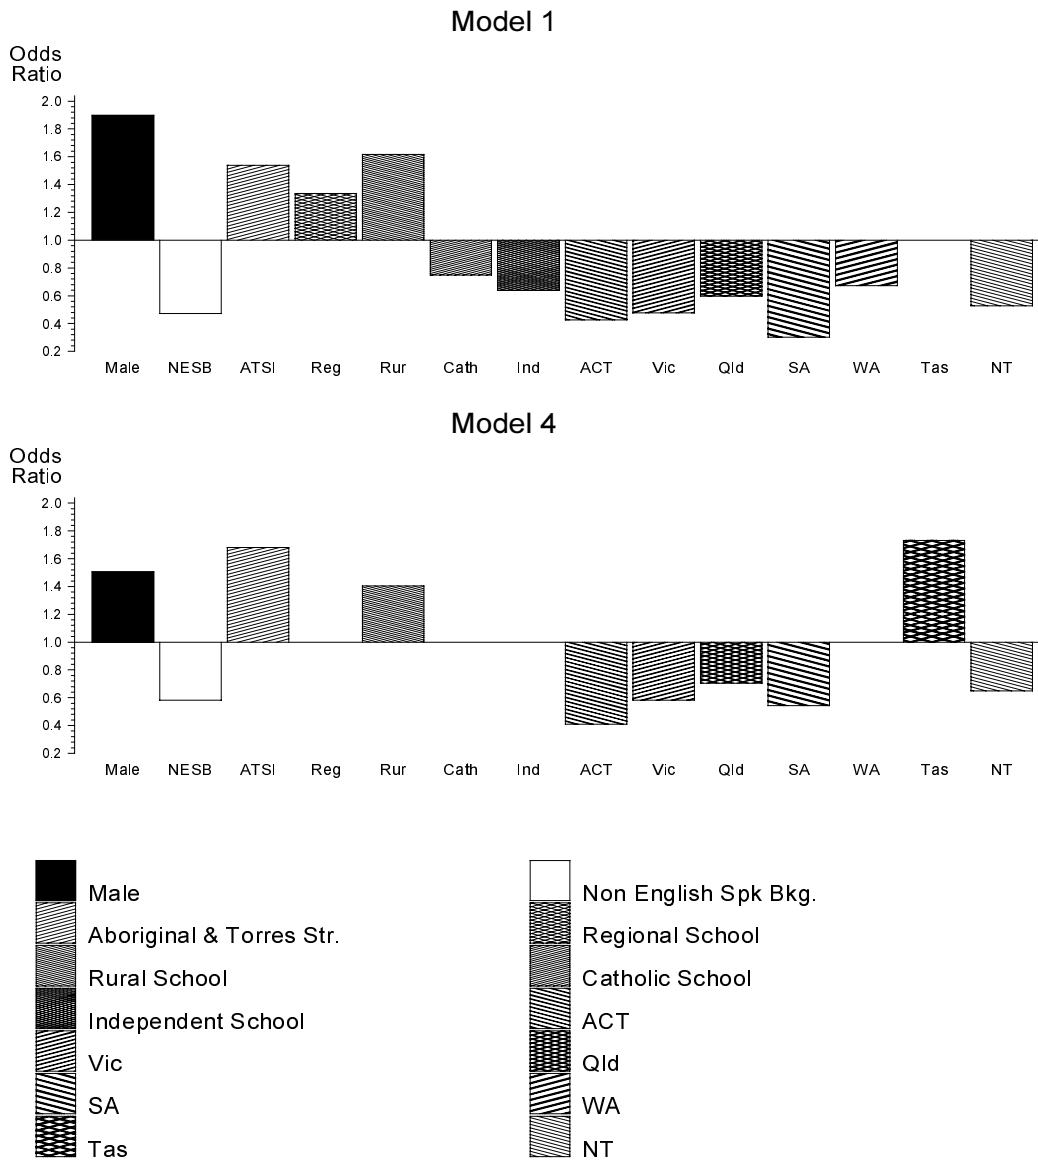 Model 1
Odds
Ratio
2.0
1.8
1.6
1.4
1.2
1.0
0.8
0.6
0.4
0.2
Male NESB ATSI Reg Rur Cath Ind ACT Vic Qld SA WA Tas NT
Model 4
Odds
Ratio
2.0
1.8
1.6
1.4
1.2
1.0
0.8
0.6
0.4
0.2
Male NESB ATSI Reg Rur Cath Ind ACT Vic Qld SA WA Tas NT
Male
Non English Spk Bkg.
Aboriginal & Torres Str.
Regional School
Rural School
Catholic School
Independent School
ACT
Vic
Qld
SA
WA
Tas
NT